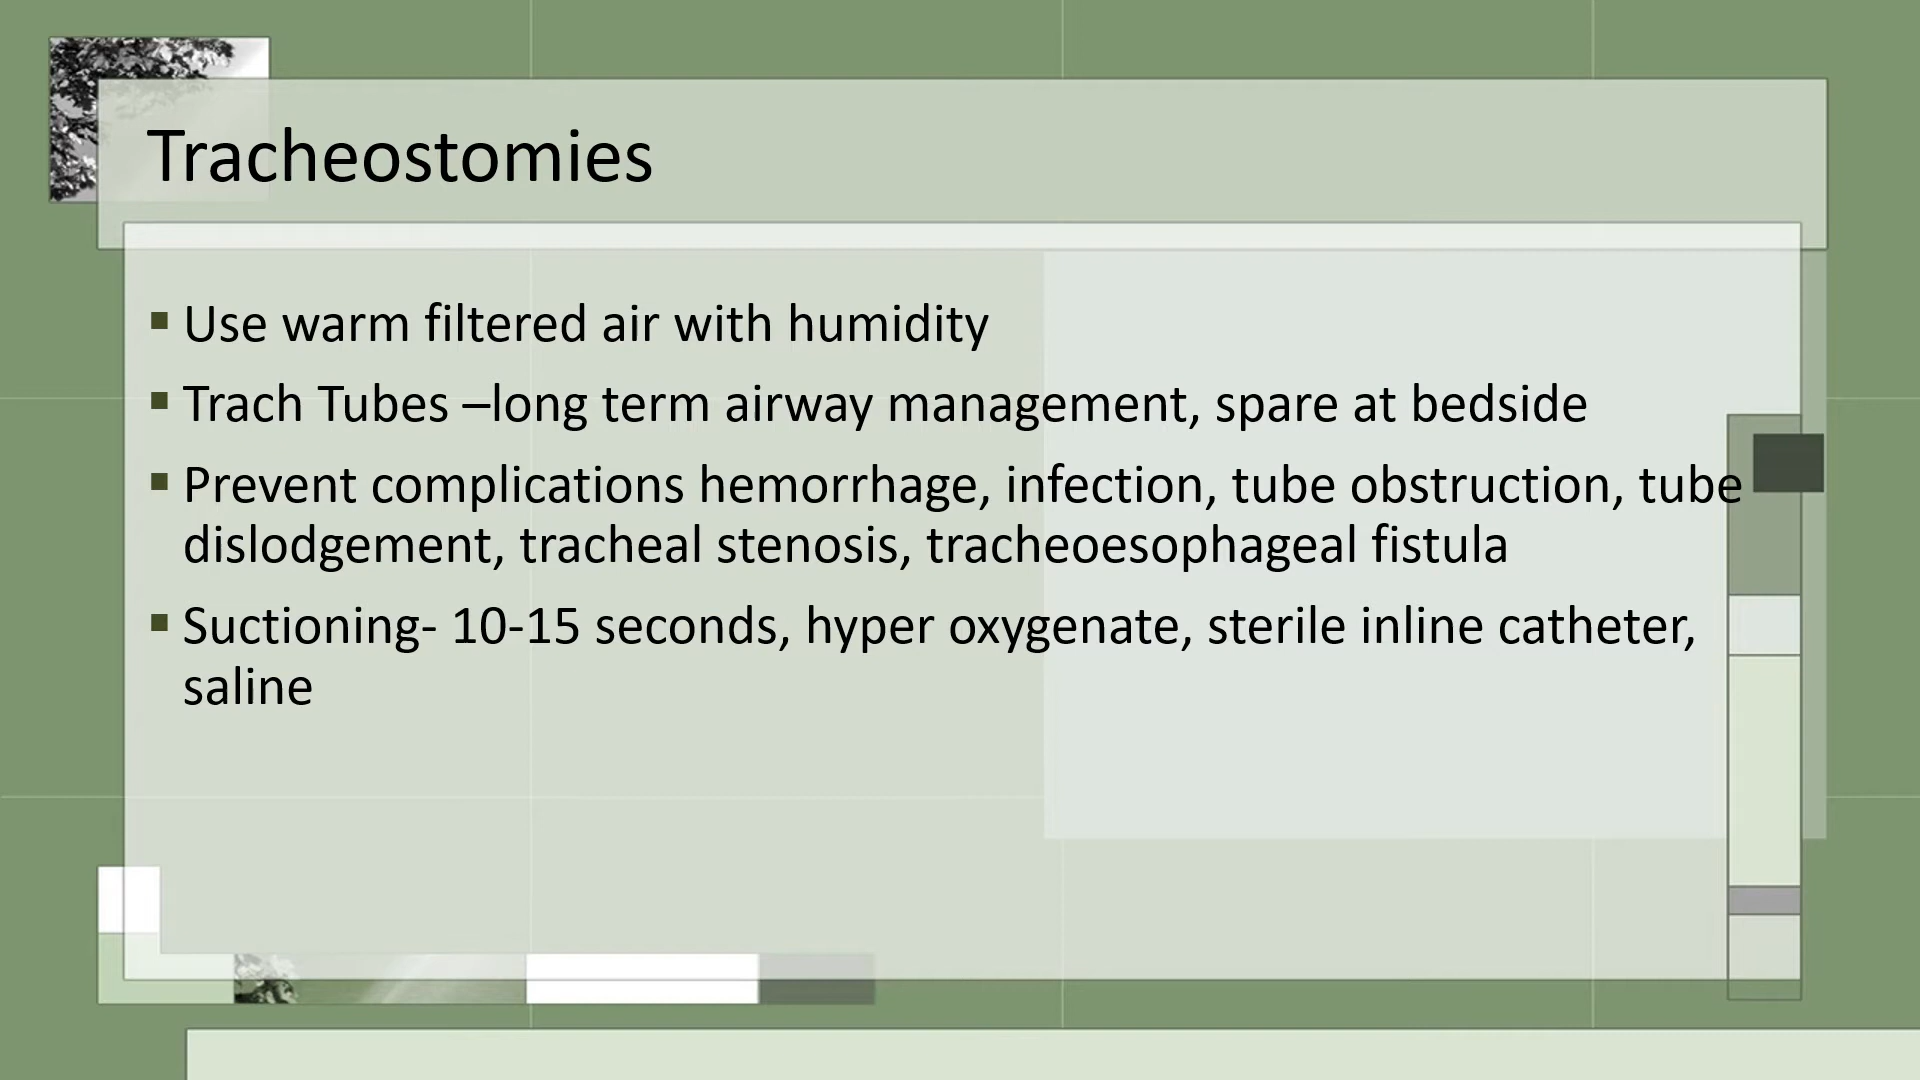 Tracheostomies
▪ Use warm filtered air with humidity
▪ Trach Tubes –long term airway management, spare at bedside
▪ Prevent complications hemorrhage, infection, tube obstruction, tube
dislodgement, tracheal stenosis, tracheoesophageal fistula
▪ Suctioning- 10-15 seconds, hyper oxygenate, sterile inline catheter,
saline